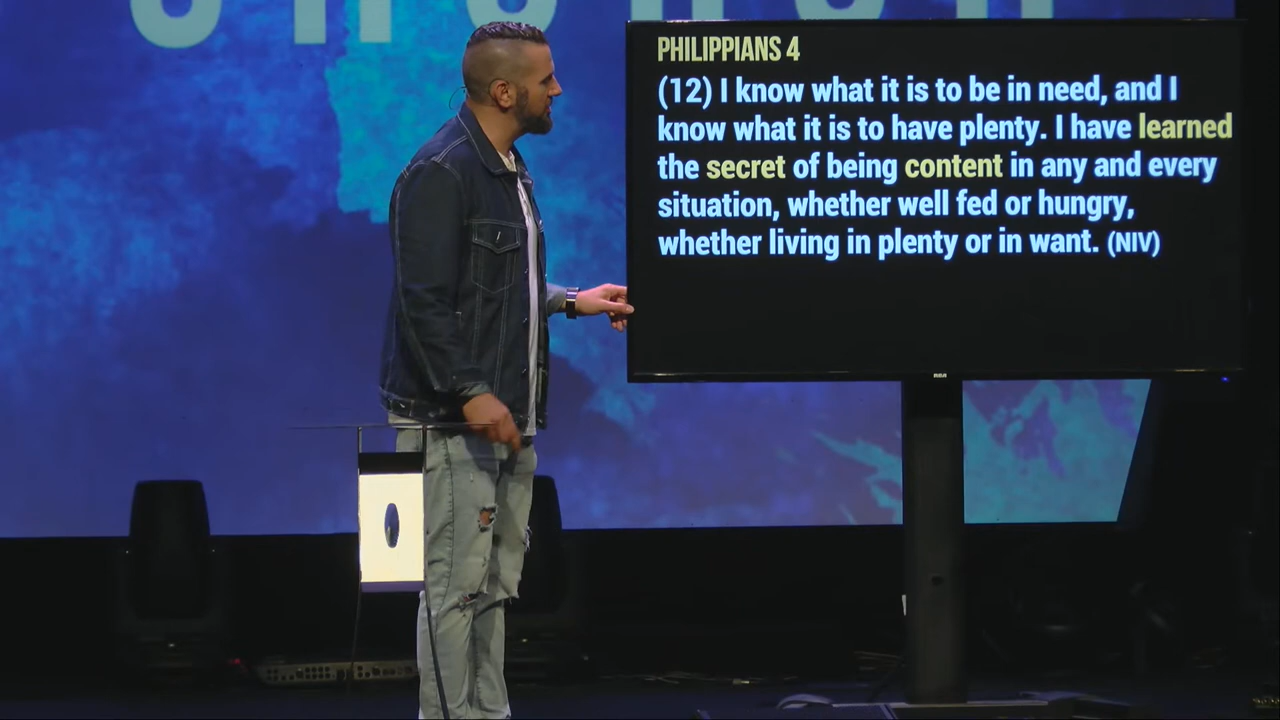 PHILIPPIANS 4
(12) I know what it is to be in need, and I
know what it is to have plenty. I have learned
the secret of being content in any and every
situation, whether well fed or hungry,
whether living in plenty or in want. (NIV)
RCA